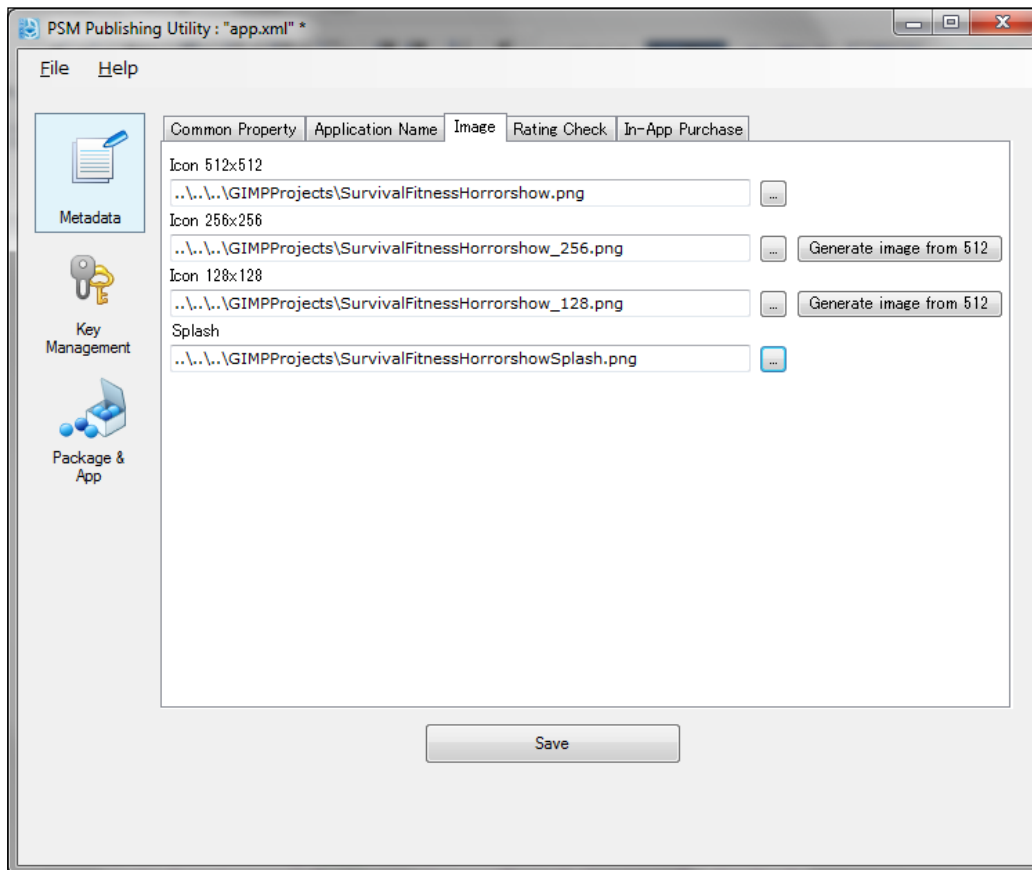 PSM Publishing Utility : "app.xml" *
File Help
Metadata
Key
Management
Package &
App
Common Property Application Name Image Rating Check In-App Purchase
Icon 512x512
..\..\..\GIMPProjects\SurvivalFitnessHorrorshow.png ...
Icon 256x256
..\..\..\GIMPProjects\SurvivalFitnessHorrorshow_256.png ... Generate image from 512
Icon 128x128
..\..\..\GIMPProjects\SurvivalFitnessHorrorshow_128.png ... Generate image from 512
Splash
..\..\..\GIMPProjects\SurvivalFitnessHorrorshowSplash.png ...
Save